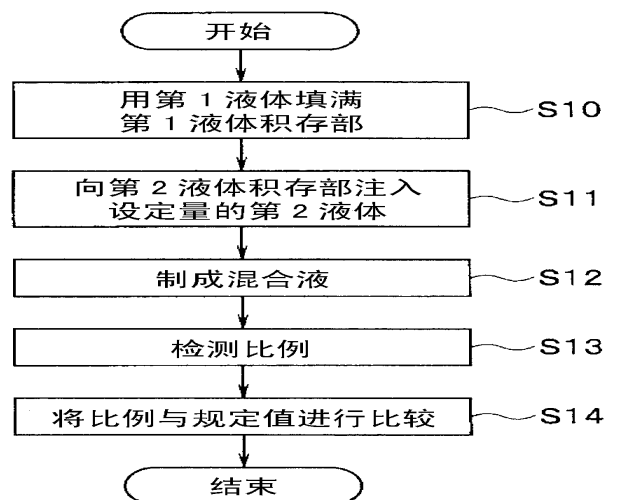 开始
用第1液体填满
第1液体积存部
S10
向第2液体积存部注入
设定量的第2液体
S11
制成混合液
S12
检测比例
S13
将比例与规定值进行比较
S14
结束